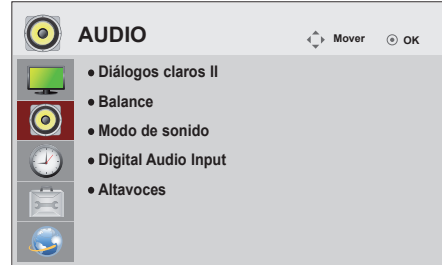 AUDIO
Mover
OK
• Diálogos claros II
• Balance
• Modo de sonido
• Digital Audio Input
• Altavoces